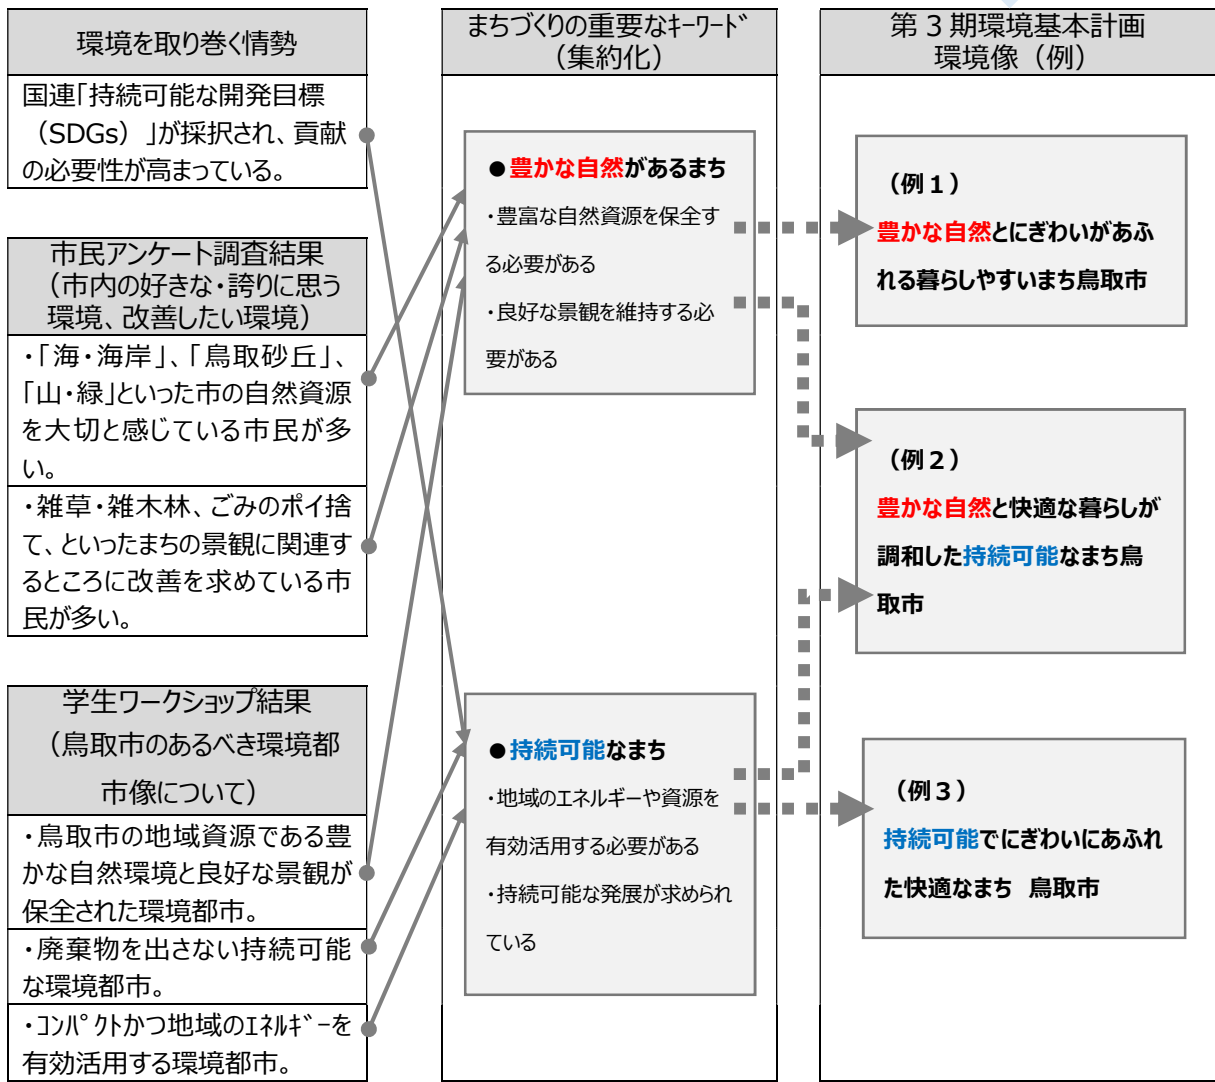 環境を取り巻く情勢
国連「持続可能な開発目標
（SDGs）」が採択され、貢献
の必要性が高まっている。
市民アンケート調査結果
（市内の好きな・誇りに思う
環境、改善したい環境）
・「海・海岸」、「鳥取砂丘」、
「山・緑」といった市の自然資源
を大切と感じている市民が多
い。
・雑草・雑木林、ごみのポイ捨
て、といったまちの景観に関連す
るところに改善を求めている市
民が多い。
学生ワークショップ結果
（鳥取市のあるべき環境都
市像について）
・鳥取市の地域資源である豊
かな自然環境と良好な景観が
保全された環境都市。
・廃棄物を出さない持続可能
な環境都市。
・ｺﾝﾊﾟｸﾄかつ地域のｴﾈﾙｷﾞｰを
有効活用する環境都市。
まちづくりの重要なｷｰﾜｰﾄﾞ
（集約化）
●豊かな自然があるまち
・豊富な自然資源を保全す
る必要がある
・良好な景観を維持する必
要がある
●持続可能なまち
・地域のエネルギーや資源を
有効活用する必要がある
・持続可能な発展が求められ
ている
第３期環境基本計画
環境像（例）
（例１）
豊かな自然とにぎわいがあふ
れる暮らしやすいまち鳥取市
（例２）
豊かな自然と快適な暮らしが
調和した持続可能なまち鳥
取市
（例３）
持続可能でにぎわいにあふれ
た快適なまち　鳥取市